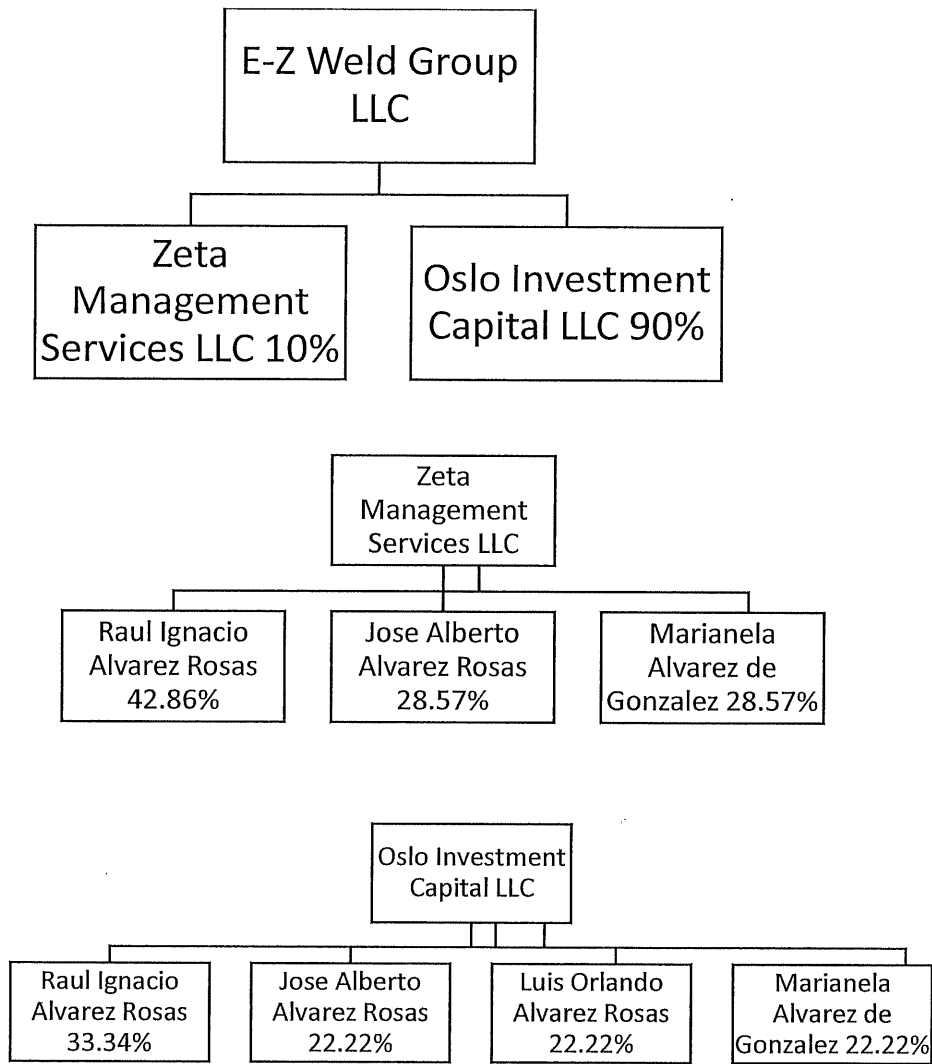 E-Z Weld Group
LLC
Zeta
Management
Services LLC 10%
Oslo Investment
Capital LLC 90%
Zeta
Management
Services LLC
Raul Ignacio
Alvarez Rosas
42.86%
Jose Alberto
Alvarez Rosas
28.57%
Marianela
Alvarez de
Gonzalez 28.57%
Oslo Investment
Capital LLC
Raul Ignacio
Alvarez Rosas
33.34%
Jose Alberto
Alvarez Rosas
22.22%
Luis Orlando
Alvarez Rosas
22.22%
Marianela
Alvarez de
Gonzalez 22.22%